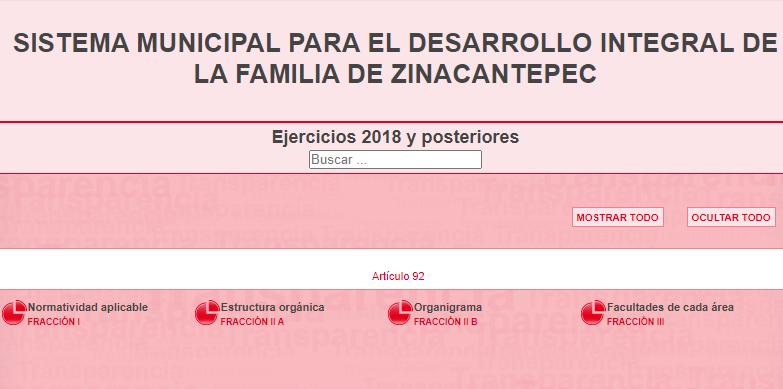 SISTEMA MUNICIPAL PARA EL DESARROLLO INTEGRAL DE
LA FAMILIA DE ZINACANTEPEC
Ejercicios 2018 y posteriores
Buscar ...
MOSTRAR TODO
OCULTAR TODO
Artículo 92
Normatividad aplicable
FRACCIÓN I
Estructura orgánica
FRACCIÓN II A
Organigrama
FRACCIÓN II B
Facultades de cada área
FRACCIÓN III